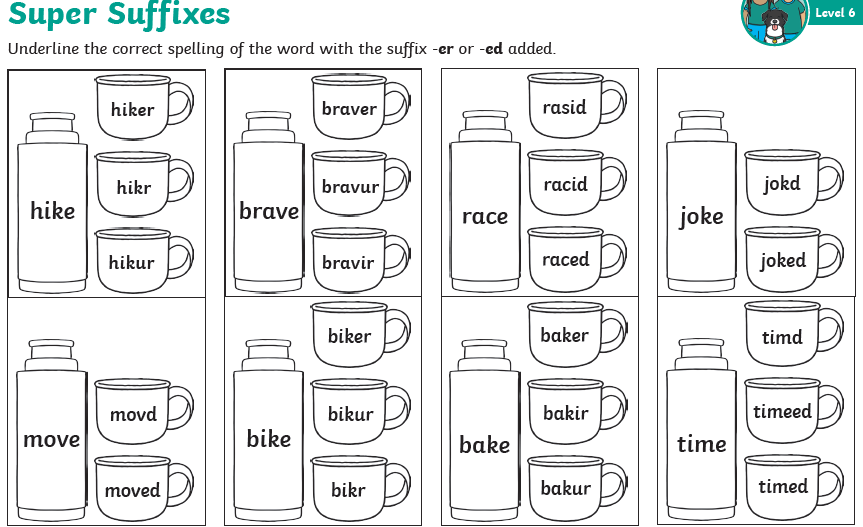 Super Suffixes
Level 6
Underline the correct spelling of the word with the suffix -er or -ed added.
hike
hiker
hikr
hikur
brave
braver
bravur
bravir
race
rasid
racid
raced
joke
jokd
joked
move
movd
moved
bike
biker
bikur
bikr
bake
baker
bakir
bakur
time
timd
timeed
timed